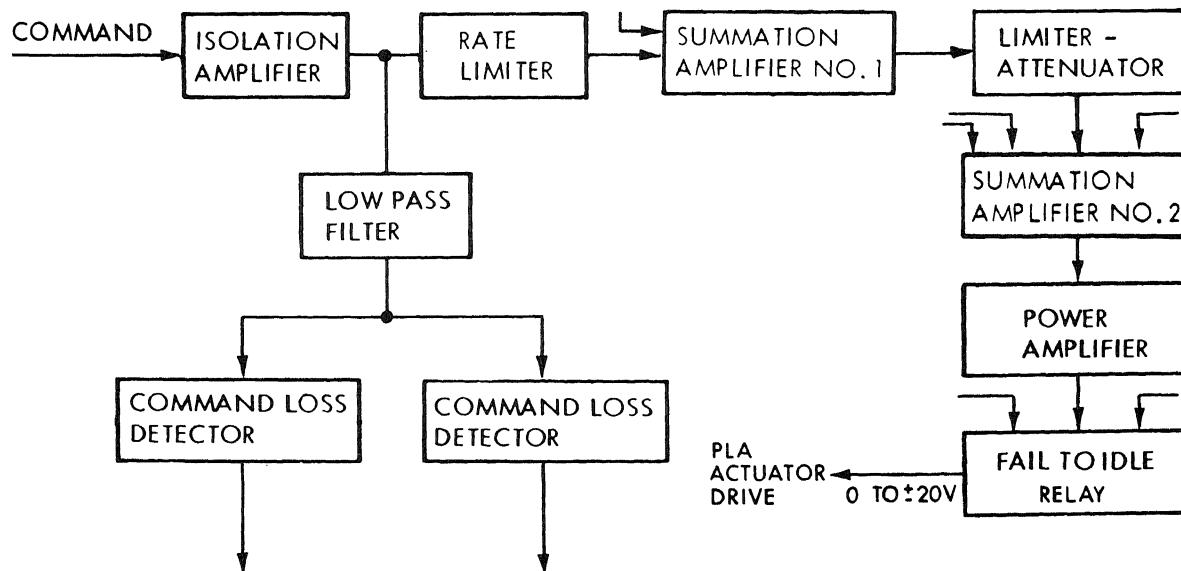 COMMAND
ISOLATION
AMPLIFIER
RATE
LIMITER
SUMMATION
AMPLIFIER NO. 1
LIMITER -
ATTENUATOR
LOW PASS
FILTER
SUMMATION
AMPLIFIER NO. 2
POWER
AMPLIFIER
COMMAND LOSS
DETECTOR
COMMAND LOSS
DETECTOR
FAIL TO IDLE
RELAY
PLA
ACTUATOR
DRIVE
0 TO ±20V